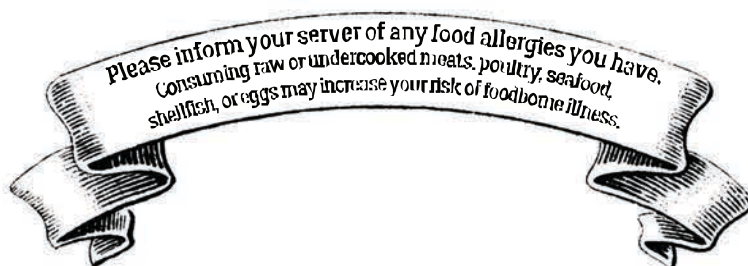 Please inform your server of any food allergies you have.
Consuming raw or undercooked meats, poultry, seafood,
shellfish, or eggs may increase your risk of foodborne illness.